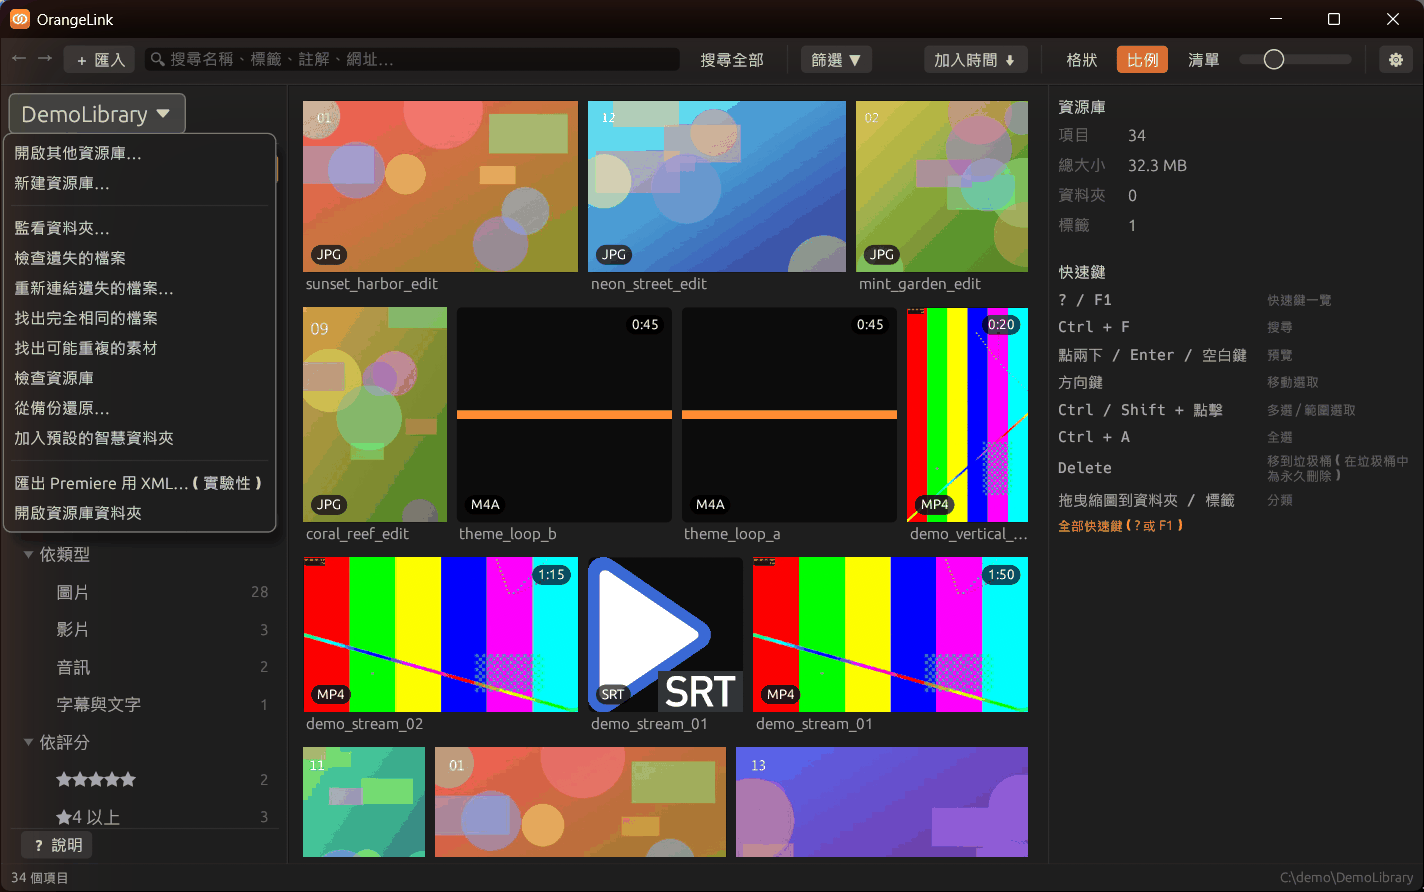 OrangeLink
+ 匯入
搜尋名稱、標籤、註解、網址...
搜尋全部
篩選 ▼
加入時間 ⬇
格狀
比例
清單
DemoLibrary ▼
開啟其他資源庫...
新建資源庫...
監看資料夾...
檢查遺失的檔案
重新連結遺失的檔案...
找出完全相同的檔案
找出可能重複的素材
檢查資源庫
從備份還原...
加入預設的智慧資料夾
匯出 Premiere 用 XML...(實驗性)
開啟資源庫資料夾
依類型
圖片 28
影片 3
音訊 2
字幕與文字 1
依評分
★★★★★ 2
★4 以上 3
? 說明
01
JPG
sunset_harbor_edit
12
JPG
neon_street_edit
02
JPG
mint_garden_edit
09
JPG
coral_reef_edit
0:45
M4A
theme_loop_b
0:45
M4A
theme_loop_a
0:20
MP4
demo_vertical_...
1:15
MP4
demo_stream_02
SRT
SRT
demo_stream_01
1:50
MP4
demo_stream_01
11
01
13
資源庫
項目 34
總大小 32.3 MB
資料夾 0
標籤 1
快速鍵
? / F1 快速鍵一覽
Ctrl + F 搜尋
點兩下 / Enter / 空白鍵 預覽
方向鍵 移動選取
Ctrl / Shift + 點擊 多選/範圍選取
Ctrl + A 全選
Delete 移到垃圾桶(在垃圾桶中
為永久刪除)
拖曳縮圖到資料夾 / 標籤 分類
全部快速鍵(?或 F1)
34 個項目
C:\demo\DemoLibrary